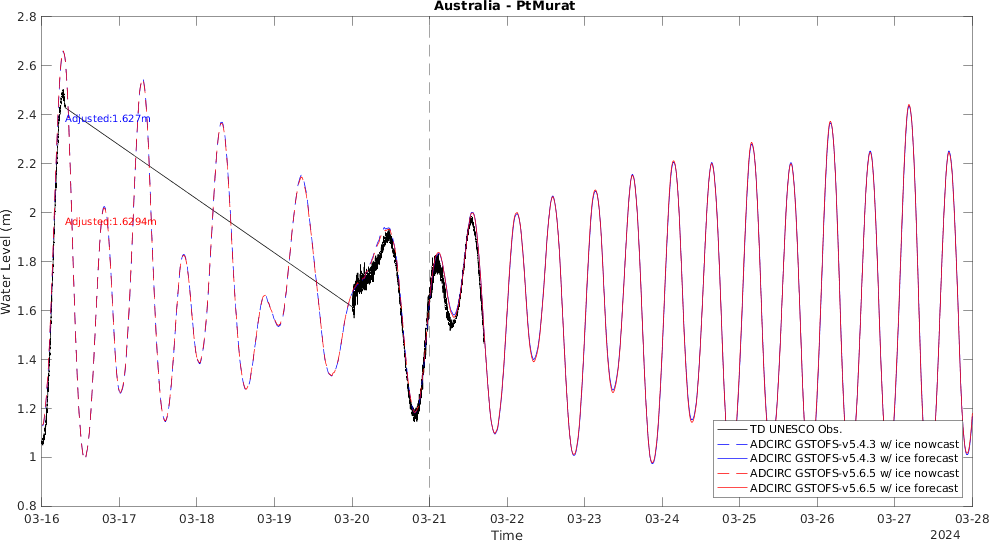 Australia - PtMurat
2.8
2.6
2.4
2.2
2
1.8
1.6
1.4
1.2
1
0.8
Water Level (m)
Adjusted:1.627m
Adjusted:1.6294m
TD UNESCO Obs.
ADCIRC GSTOFS-v5.4.3 w/ ice nowcast
ADCIRC GSTOFS-v5.4.3 w/ ice forecast
ADCIRC GSTOFS-v5.6.5 w/ ice nowcast
ADCIRC GSTOFS-v5.6.5 w/ ice forecast
03-16 03-17 03-18 03-19 03-20 03-21 03-22 03-23 03-24 03-25 03-26 03-27 03-28
Time
2024